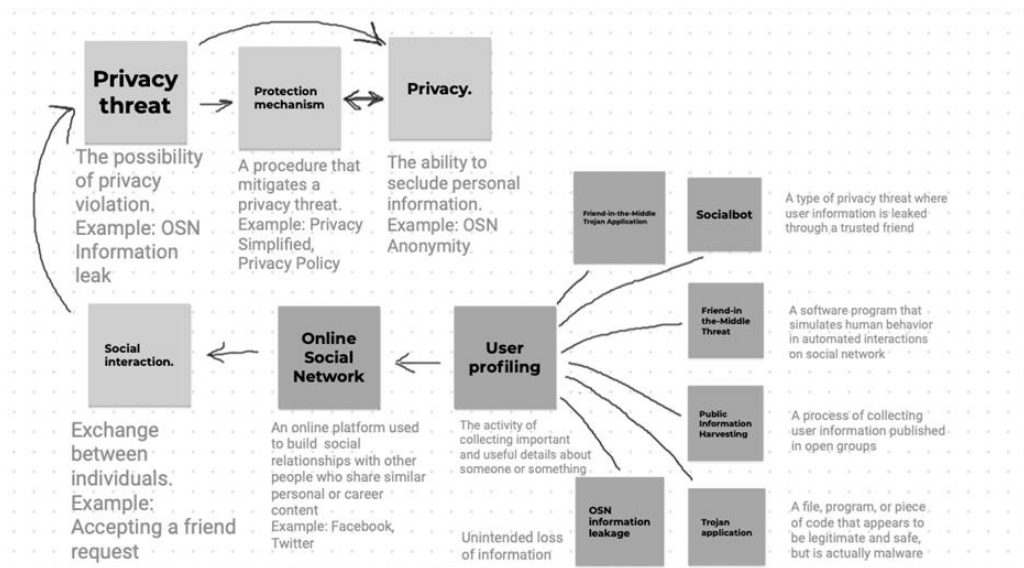 Privacy
threat
Protection
mechanism
Privacy.
The possibility
of privacy
violation.
Example: OSN
Information
leak
A procedure that
mitigates a
privacy threat.
Example: Privacy
Simplified,
Privacy Policy
The ability to
seclude personal
information.
Example: OSN
Anonymity
Friend-in-the-Middle
Trojan Application
Socialbot
A type of privacy threat where
user information is leaked
through a trusted friend
Social
interaction.
Online
Social
Network
User
profiling
Friend-in
the-Middle
Threat
A software program that
simulates human behavior
in automated interactions
on social network
Exchange
between
individuals.
Example:
Accepting a friend
request
An online platform used
to build social
relationships with other
people who share similar
personal or career
content
Example: Facebook,
Twitter
The activity of
collecting important
and useful details about
someone or something
Public
Information
Harvesting
A process of collecting
user information published
in open groups
Unintended loss
of information
OSN
information
leakage
Trojan
application
A file, program, or piece
of code that appears to
be legitimate and safe,
but is actually malware